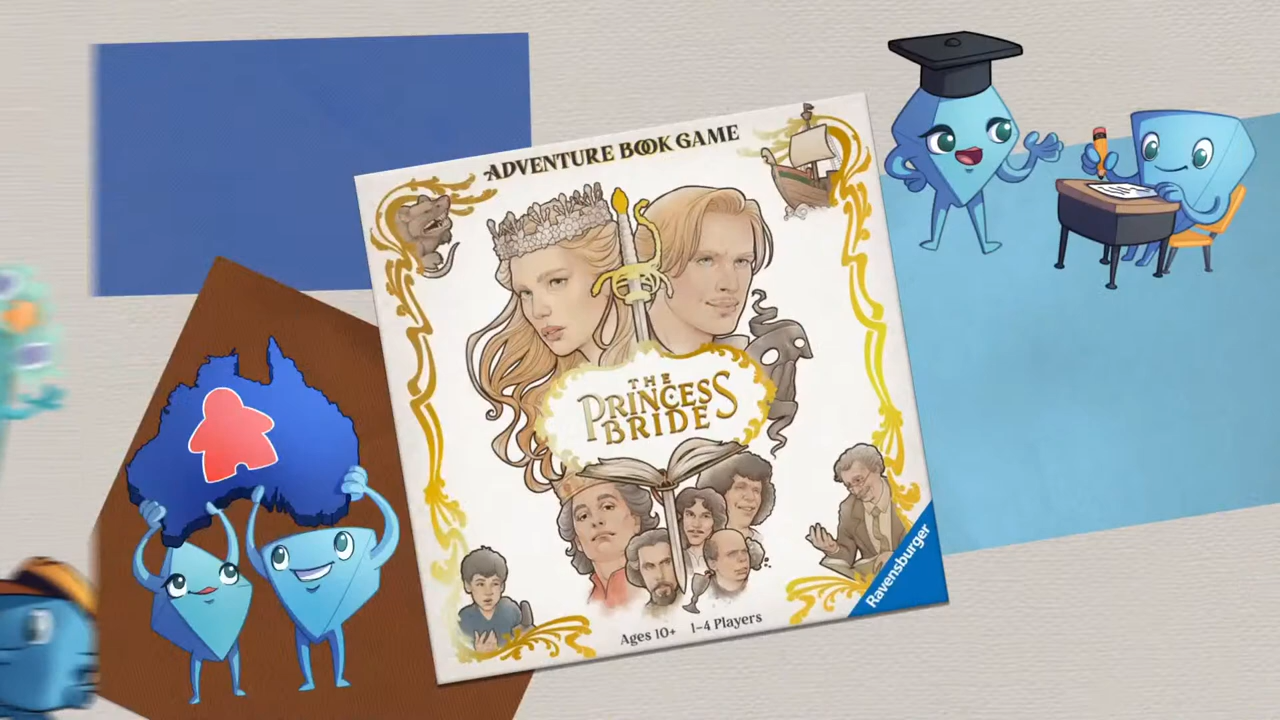 ADVENTURE BOOK GAME
THE
PRINCESS
BRIDE
Ravensburger
Ages 10+ 1-4 Players